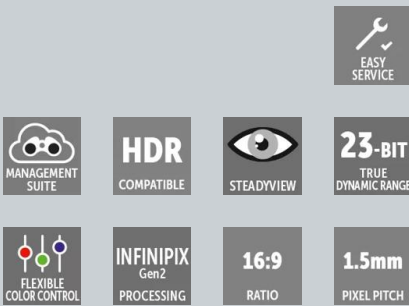 EASY
SERVICE
MANAGEMENT
SUITE
HDR
COMPATIBLE
STEADYVIEW
23-BIT
TRUE
DYNAMIC RANGE
FLEXIBLE
COLOR CONTROL
INFINIPIX
Gen2
PROCESSING
16:9
RATIO
1.5mm
PIXEL PITCH